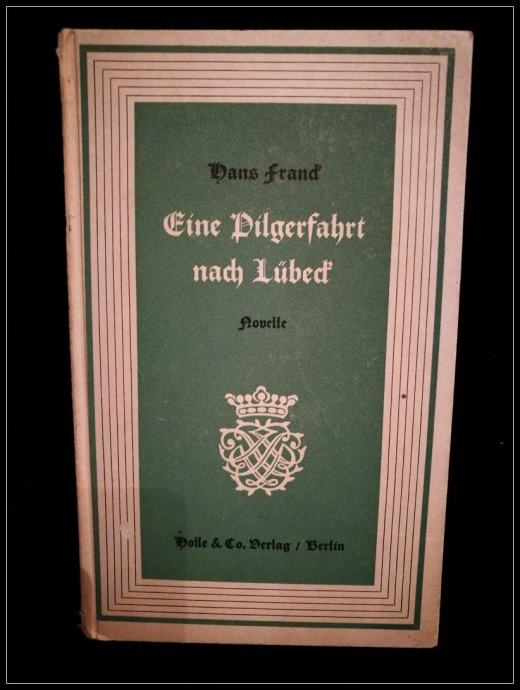 Hans Franck
Eine Pilgerfahrt
nach Lübeck
Novelle
Holle & Co. Verlag / Berlin